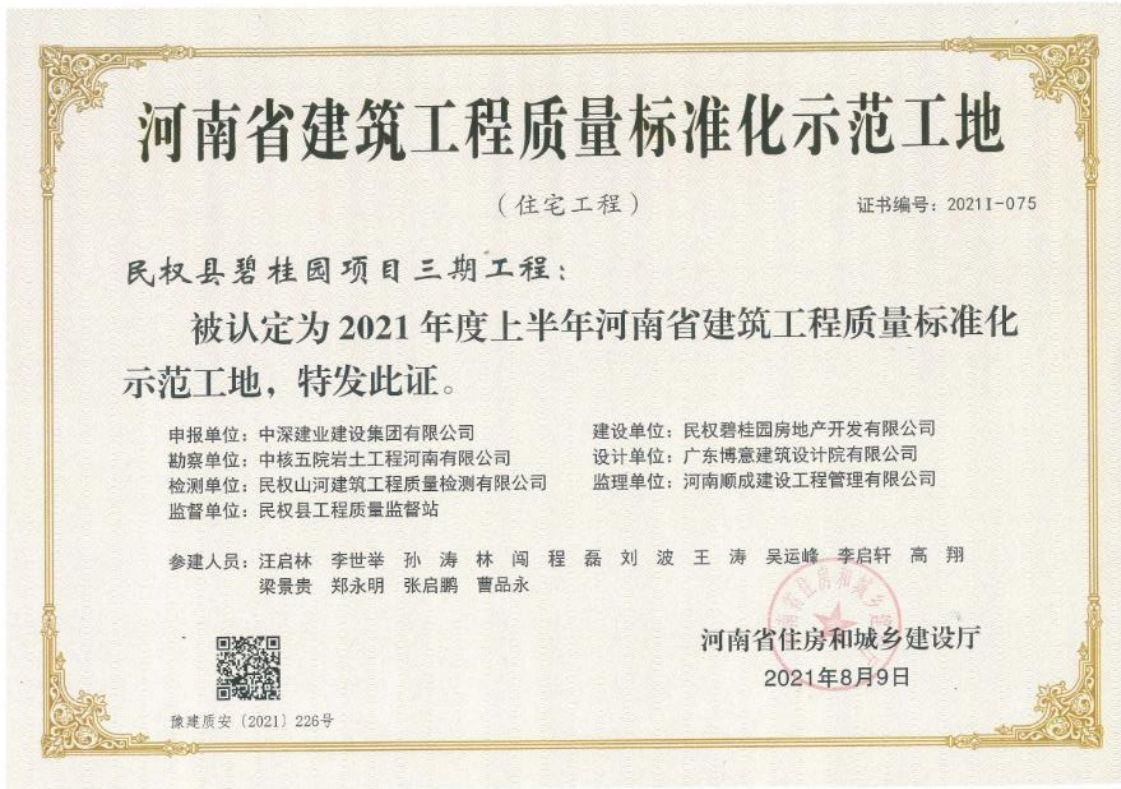 河南省建筑工程质量标准化示范工地
（住宅工程）
证书编号：2021I-075
民权县碧桂园项目三期工程：
被认定为2021年度上半年河南省建筑工程质量标准化
示范工地，特发此证。
申报单位：中深建业建设集团有限公司 建设单位：民权碧桂园房地产开发有限公司
勘察单位：中核五院岩土工程河南有限公司 设计单位：广东博意建筑设计院有限公司
检测单位：民权山河建筑工程质量检测有限公司 监理单位：河南顺成建设工程管理有限公司
监督单位：民权县工程质量监督站
参建人员：汪启林 李世举 孙 涛 林 闯 程 磊 刘 波 王 涛 吴运峰 李启轩 高 翔
梁景贵 郑永明 张启鹏 曹品永
河南省住房和城乡建设厅
2021年8月9日
豫建质安〔2021〕226号